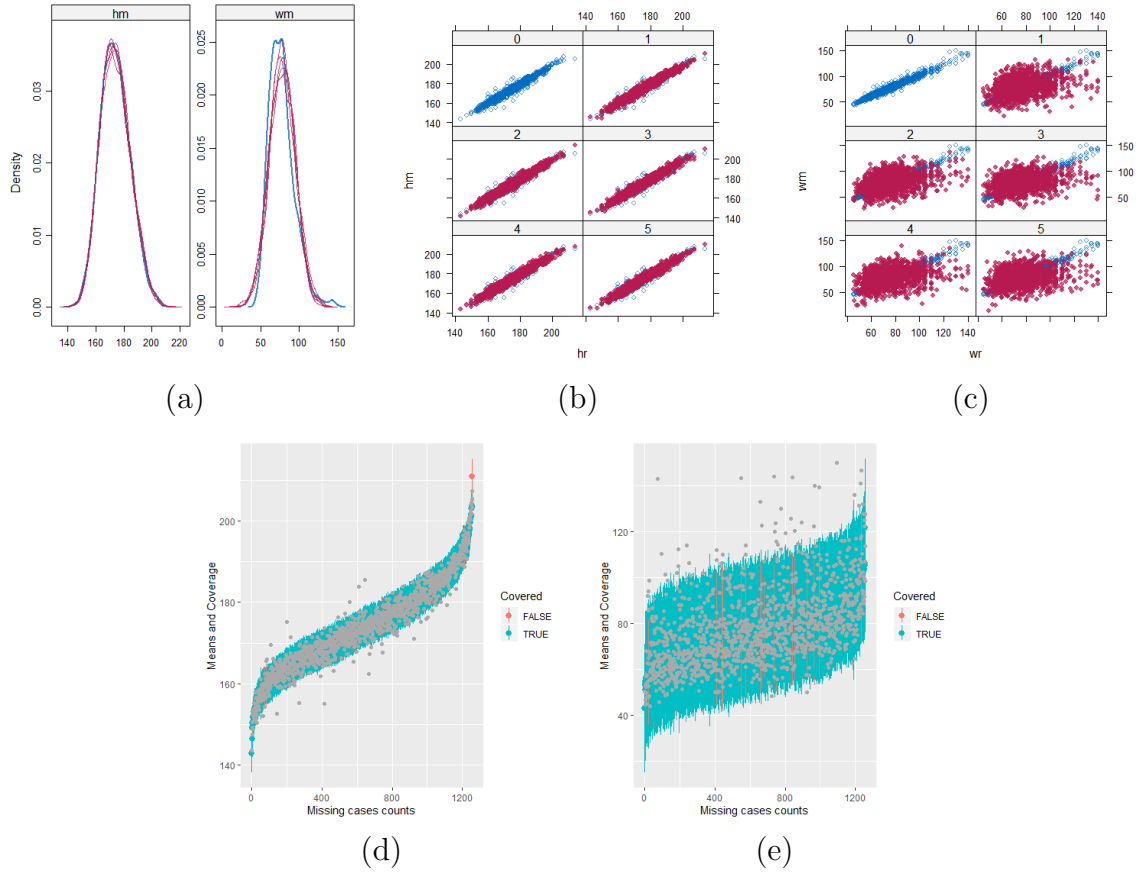 hm
wm
Density
0.00
0.01
0.02
0.03
0.000
0.005
0.010
0.015
0.020
0.025
140 160 180 200 220
0 50 100 150
(a)
140 160 180 200
0 1
2 3
4 5
200
180
160
140
200
180
160
140
200
180
160
140
hm
140 160 180 200
hr
(b)
60 80 100 120 140
0 1
2 3
4 5
150
100
50
150
100
50
150
100
50
wm
60 80 100 120 140
wr
(c)
Means and Coverage
200
180
160
140
0 400 800 1200
Missing cases counts
Covered
FALSE
TRUE
(d)
Means and Coverage
120
80
40
0 400 800 1200
Missing cases counts
Covered
FALSE
TRUE
(e)